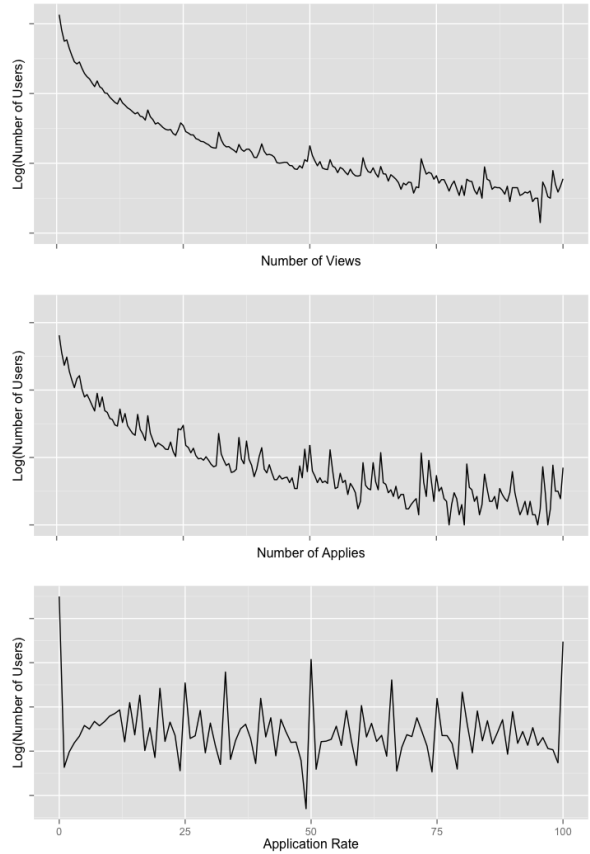 Log(Number of Users)
Number of Views
Log(Number of Users)
Number of Applies
Log(Number of Users)
0 25 50 75 100
Application Rate